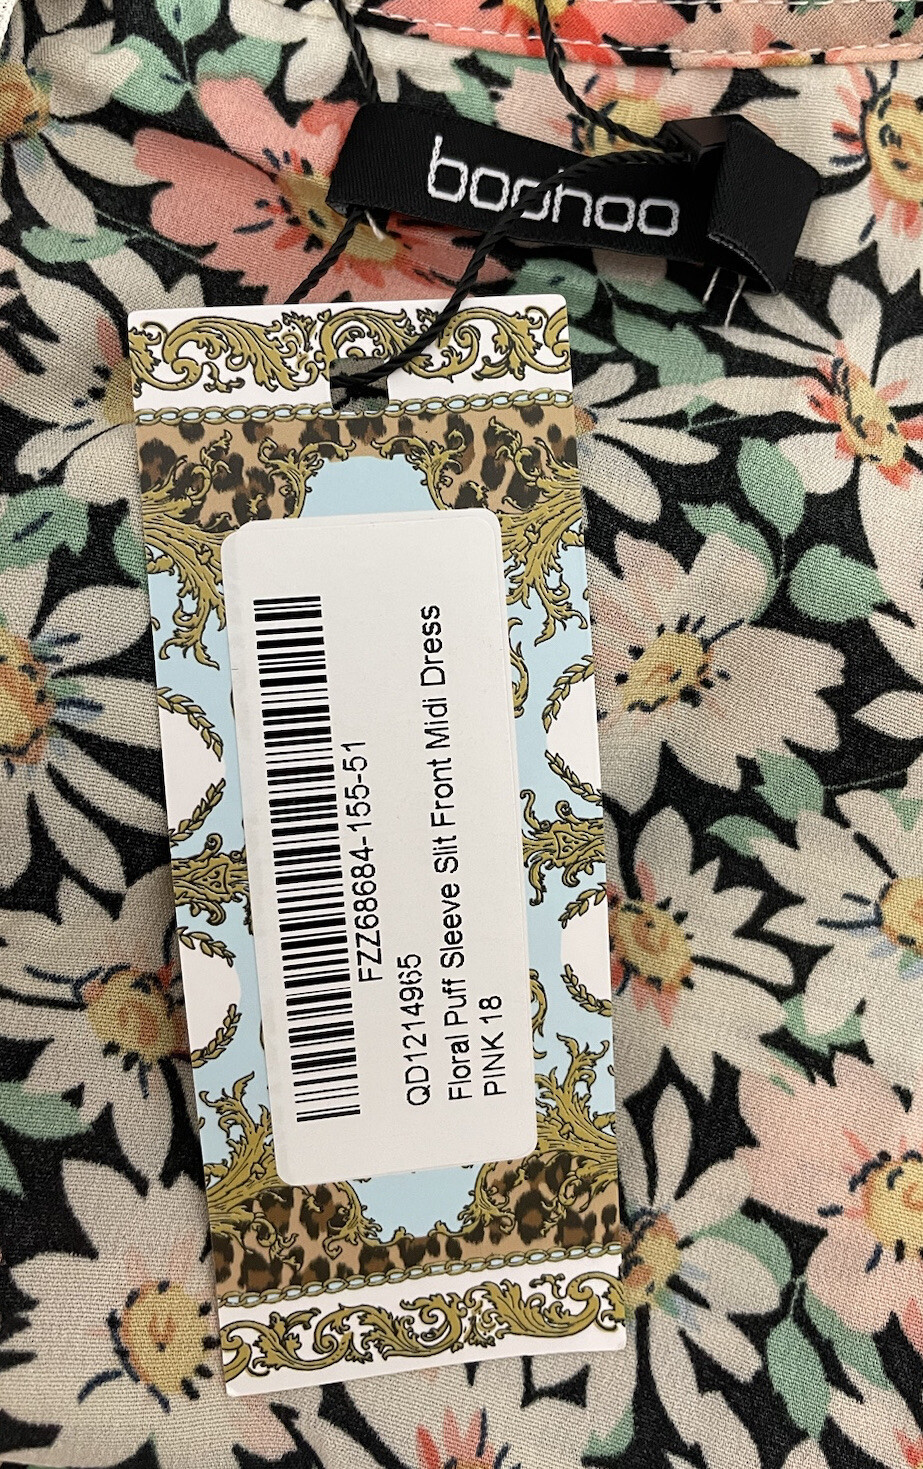 boohoo
FZZ68684-155-51
QD1214965
Floral Puff Sleeve Slit Front Midi Dress
PINK 18